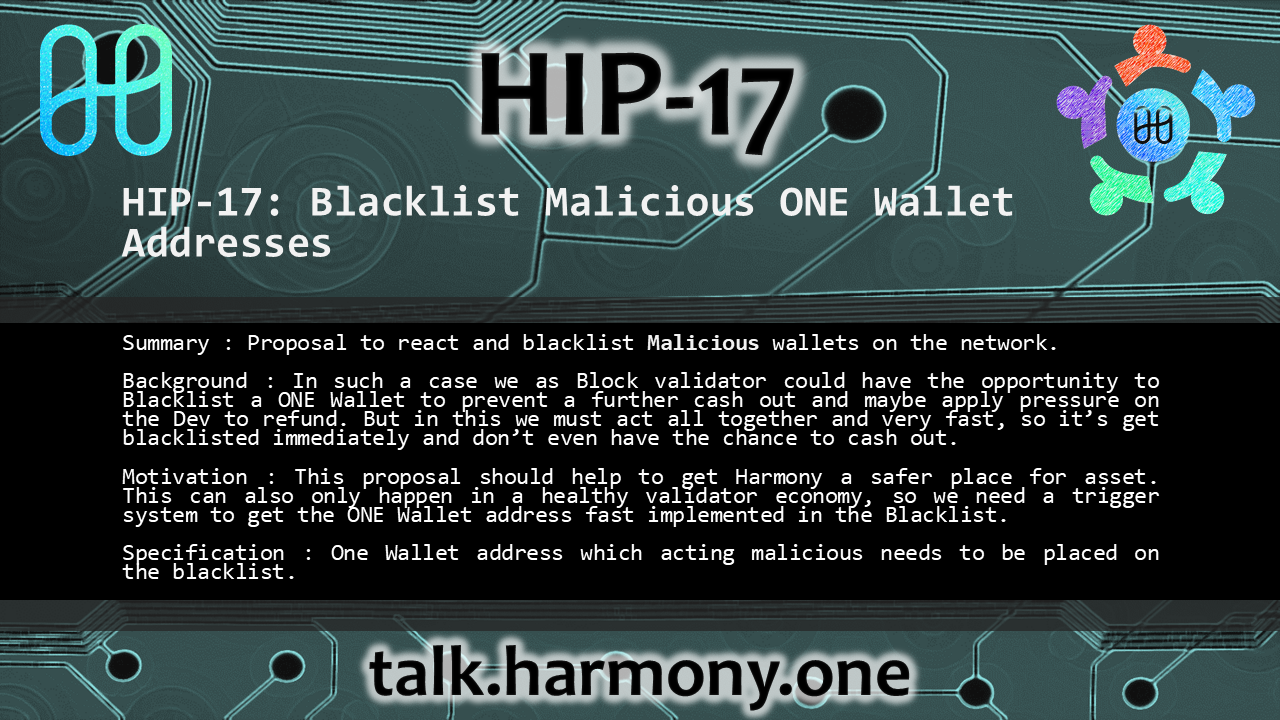 HIP-17
HIP-17: Blacklist Malicious ONE Wallet
Addresses
Summary : Proposal to react and blacklist Malicious wallets on the network.
Background : In such a case we as Block validator could have the opportunity to
Blacklist a ONE Wallet to prevent a further cash out and maybe apply pressure on
the Dev to refund. But in this we must act all together and very fast, so it’s get
blacklisted immediately and don’t even have the chance to cash out.
Motivation : This proposal should help to get Harmony a safer place for asset.
This can also only happen in a healthy validator economy, so we need a trigger
system to get the ONE Wallet address fast implemented in the Blacklist.
Specification : One Wallet address which acting malicious needs to be placed on
the blacklist.
talk.harmony.one